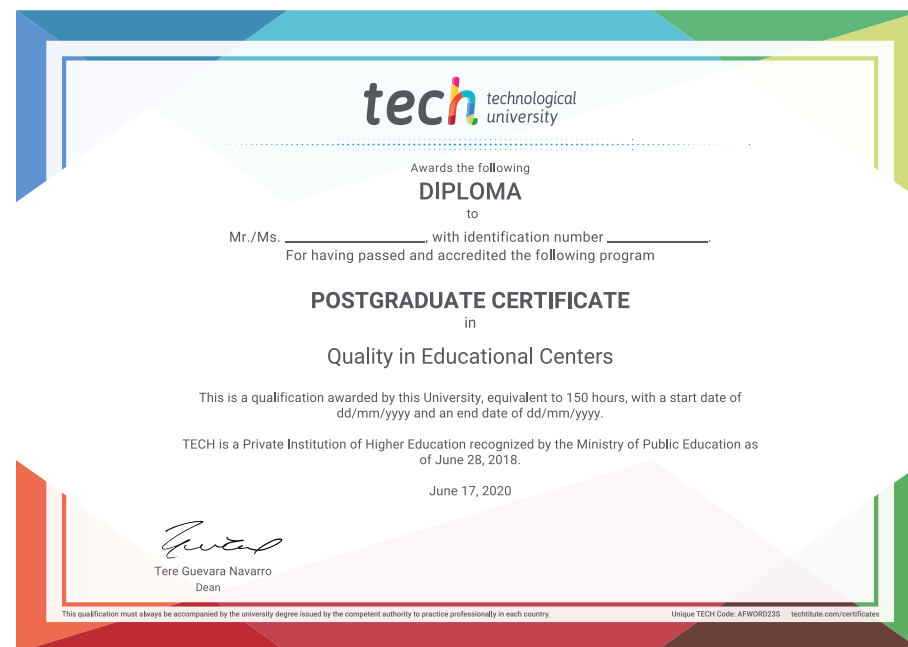 tech technological
university
Awards the following
DIPLOMA
to
Mr./Ms. ____________________, with identification number ______________.
For having passed and accredited the following program
POSTGRADUATE CERTIFICATE
in
Quality in Educational Centers
This is a qualification awarded by this University, equivalent to 150 hours, with a start date of
dd/mm/yyyy and an end date of dd/mm/yyyy.
TECH is a Private Institution of Higher Education recognized by the Ministry of Public Education as
of June 28, 2018.
June 17, 2020
Tere Guevara Navarro
Dean
This qualification must always be accompanied by the university degree issued by the competent authority to practice professionally in each country. Unique TECH Code: AFWORD23S techtitute.com/certificates